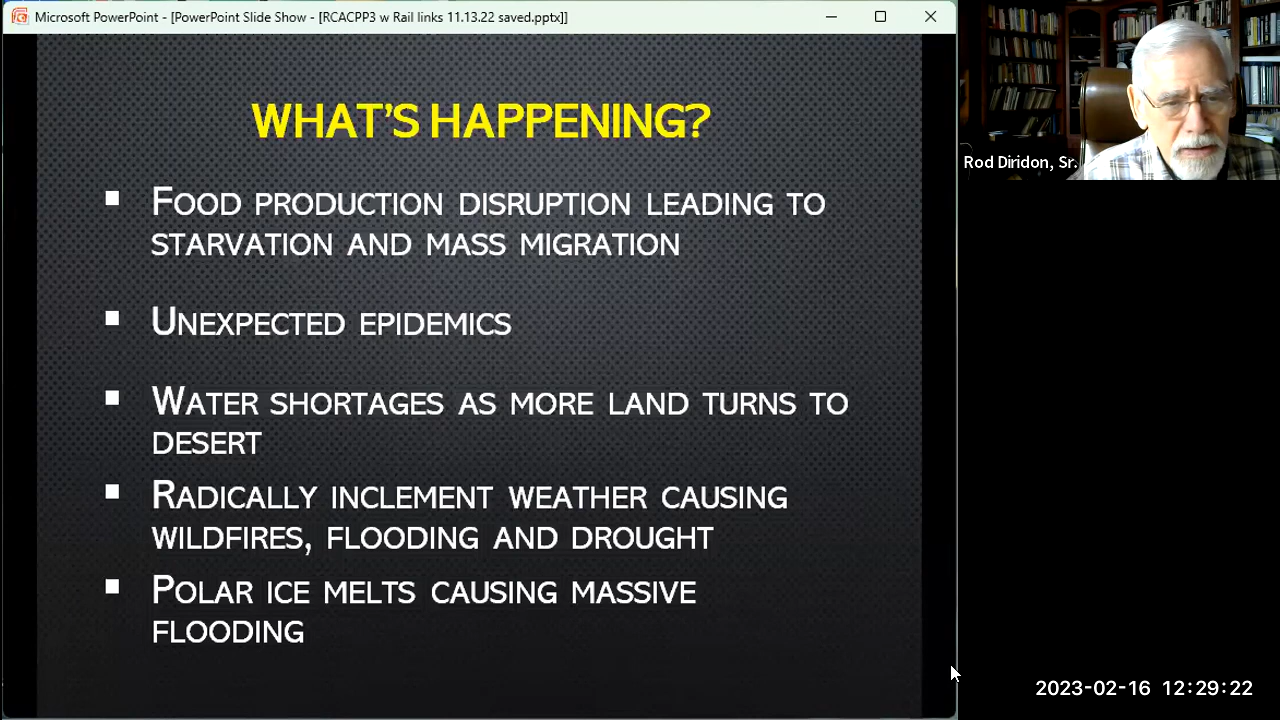 Microsoft PowerPoint - [PowerPoint Slide Show - [RCACPP3 w Rail links 11.13.22 saved.pptx]]
WHAT'S HAPPENING?
▪ FOOD PRODUCTION DISRUPTION LEADING TO
STARVATION AND MASS MIGRATION
▪ UNEXPECTED EPIDEMICS
▪ WATER SHORTAGES AS MORE LAND TURNS TO
DESERT
▪ RADICALLY INCLEMENT WEATHER CAUSING
WILDFIRES, FLOODING AND DROUGHT
▪ POLAR ICE MELTS CAUSING MASSIVE
FLOODING
Rod Diridon, Sr.
2023-02-16 12:29:22